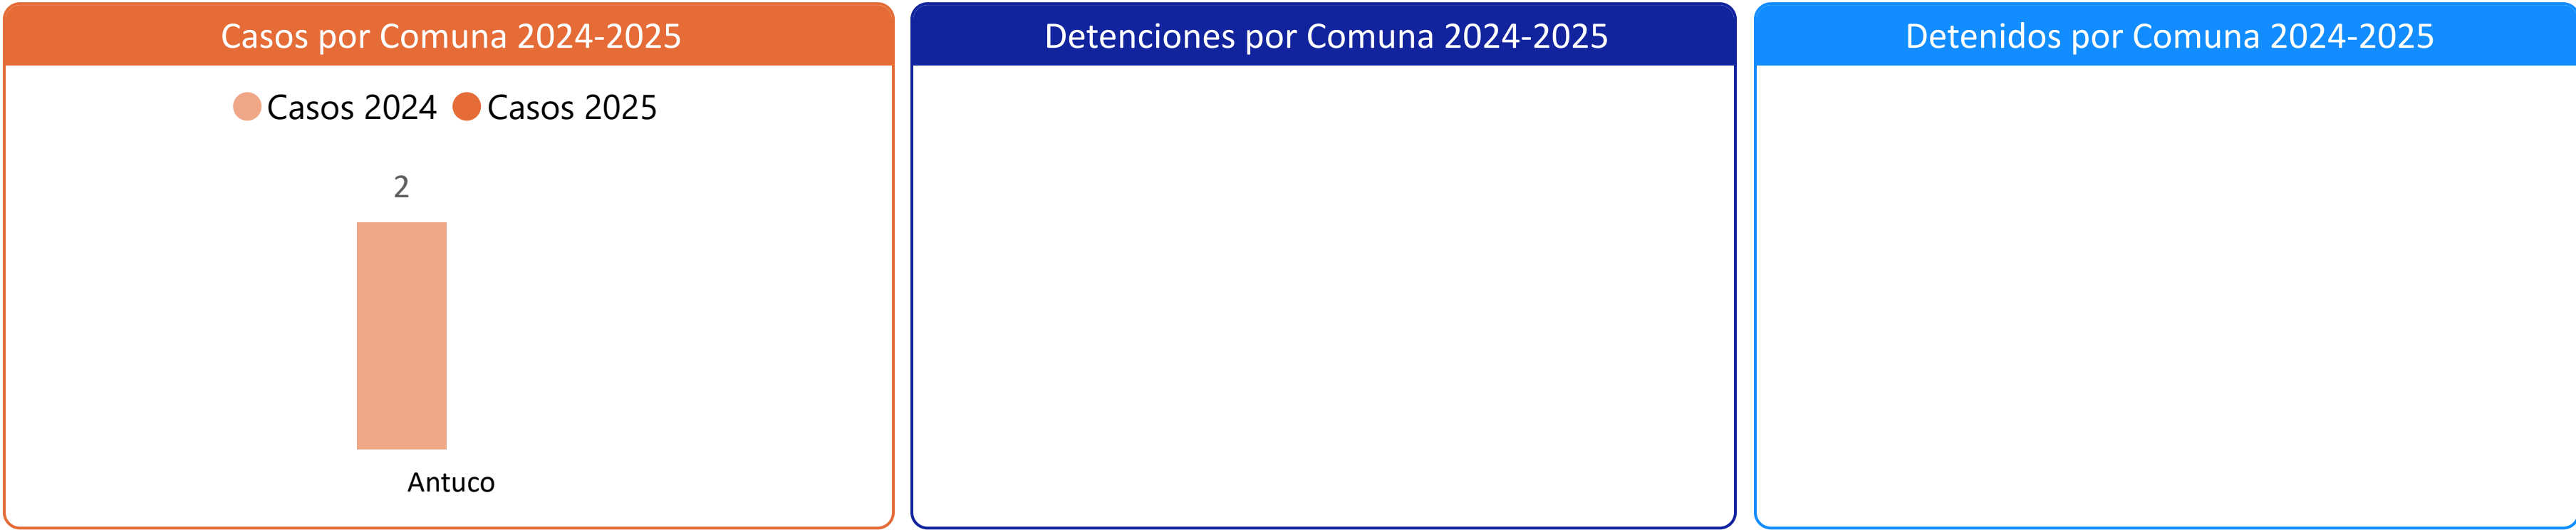 Casos por Comuna 2024-2025
Casos 2024 Casos 2025
2
Antuco
Detenciones por Comuna 2024-2025
Detenidos por Comuna 2024-2025